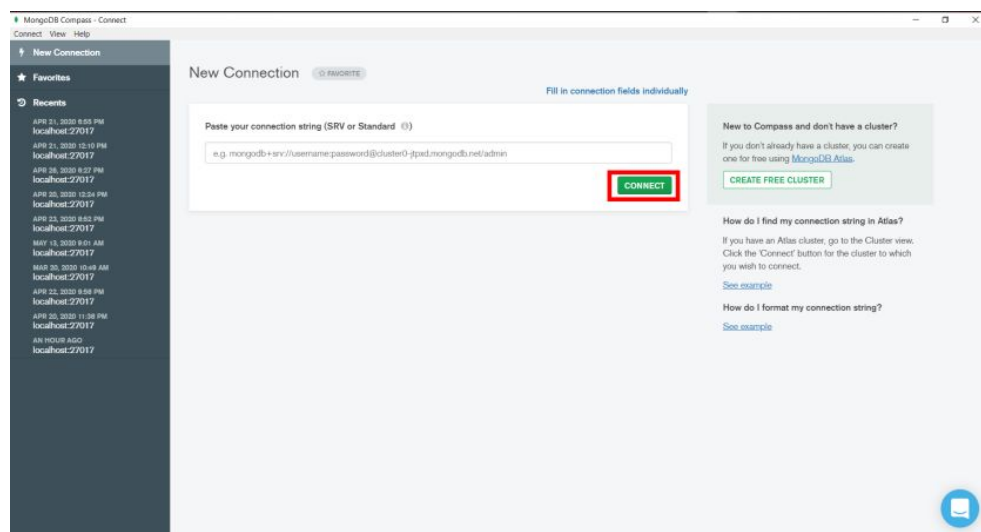 MongoDB Compass - Connect
Connect View Help
New Connection
Favorites
Recents
APR 21, 2020 6:55 PM
localhost:27017
APR 21, 2020 12:10 PM
localhost:27017
APR 26, 2020 8:27 PM
localhost:27017
APR 20, 2020 12:24 PM
localhost:27017
APR 23, 2020 8:52 PM
localhost:27017
MAY 13, 2020 9:01 AM
localhost:27017
MAR 30, 2020 10:48 AM
localhost:27017
APR 22, 2020 8:58 PM
localhost:27017
APR 20, 2020 11:38 PM
localhost:27017
AN HOUR AGO
localhost:27017
New Connection
FAVORITE
Fill in connection fields individually
Paste your connection string (SRV or Standard)
e.g. mongodb+srv://username:password@cluster0-jtpxd.mongodb.net/admin
CONNECT
New to Compass and don't have a cluster?
If you don't already have a cluster, you can create
one for free using MongoDB Atlas.
CREATE FREE CLUSTER
How do I find my connection string in Atlas?
If you have an Atlas cluster, go to the Cluster view.
Click the 'Connect' button for the cluster to which
you wish to connect.
See example
How do I format my connection string?
See example